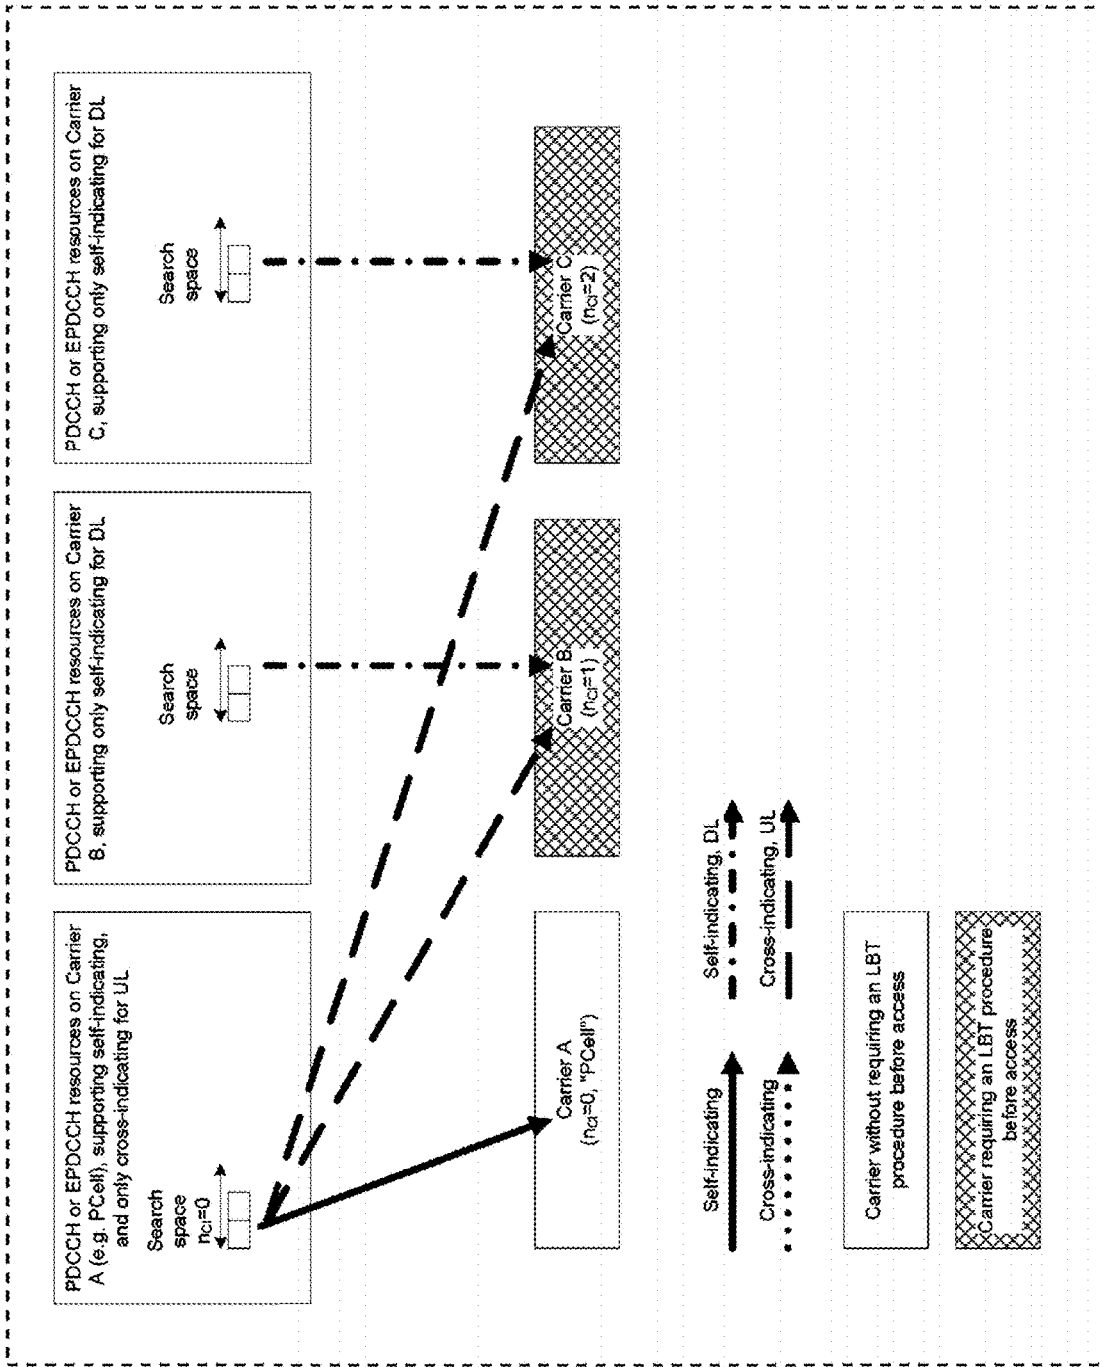 PDCCH or EPDCCH resources on Carrier
A (e.g. PCell), supporting self-indicating,
and only cross-indicating for UL
Search
space
nCI=0
PDCCH or EPDCCH resources on Carrier
B, supporting only self-indicating for DL
Search
space
PDCCH or EPDCCH resources on Carrier
C, supporting only self-indicating for DL
Search
space
Carrier A
(nCI=0, "PCell")
Carrier B
(nCI=1)
Carrier C
(nCI=2)
Self-indicating
Self-indicating, DL
Cross-indicating
Cross-indicating, UL
Carrier without requiring an LBT
procedure before access
Carrier requiring an LBT procedure
before access